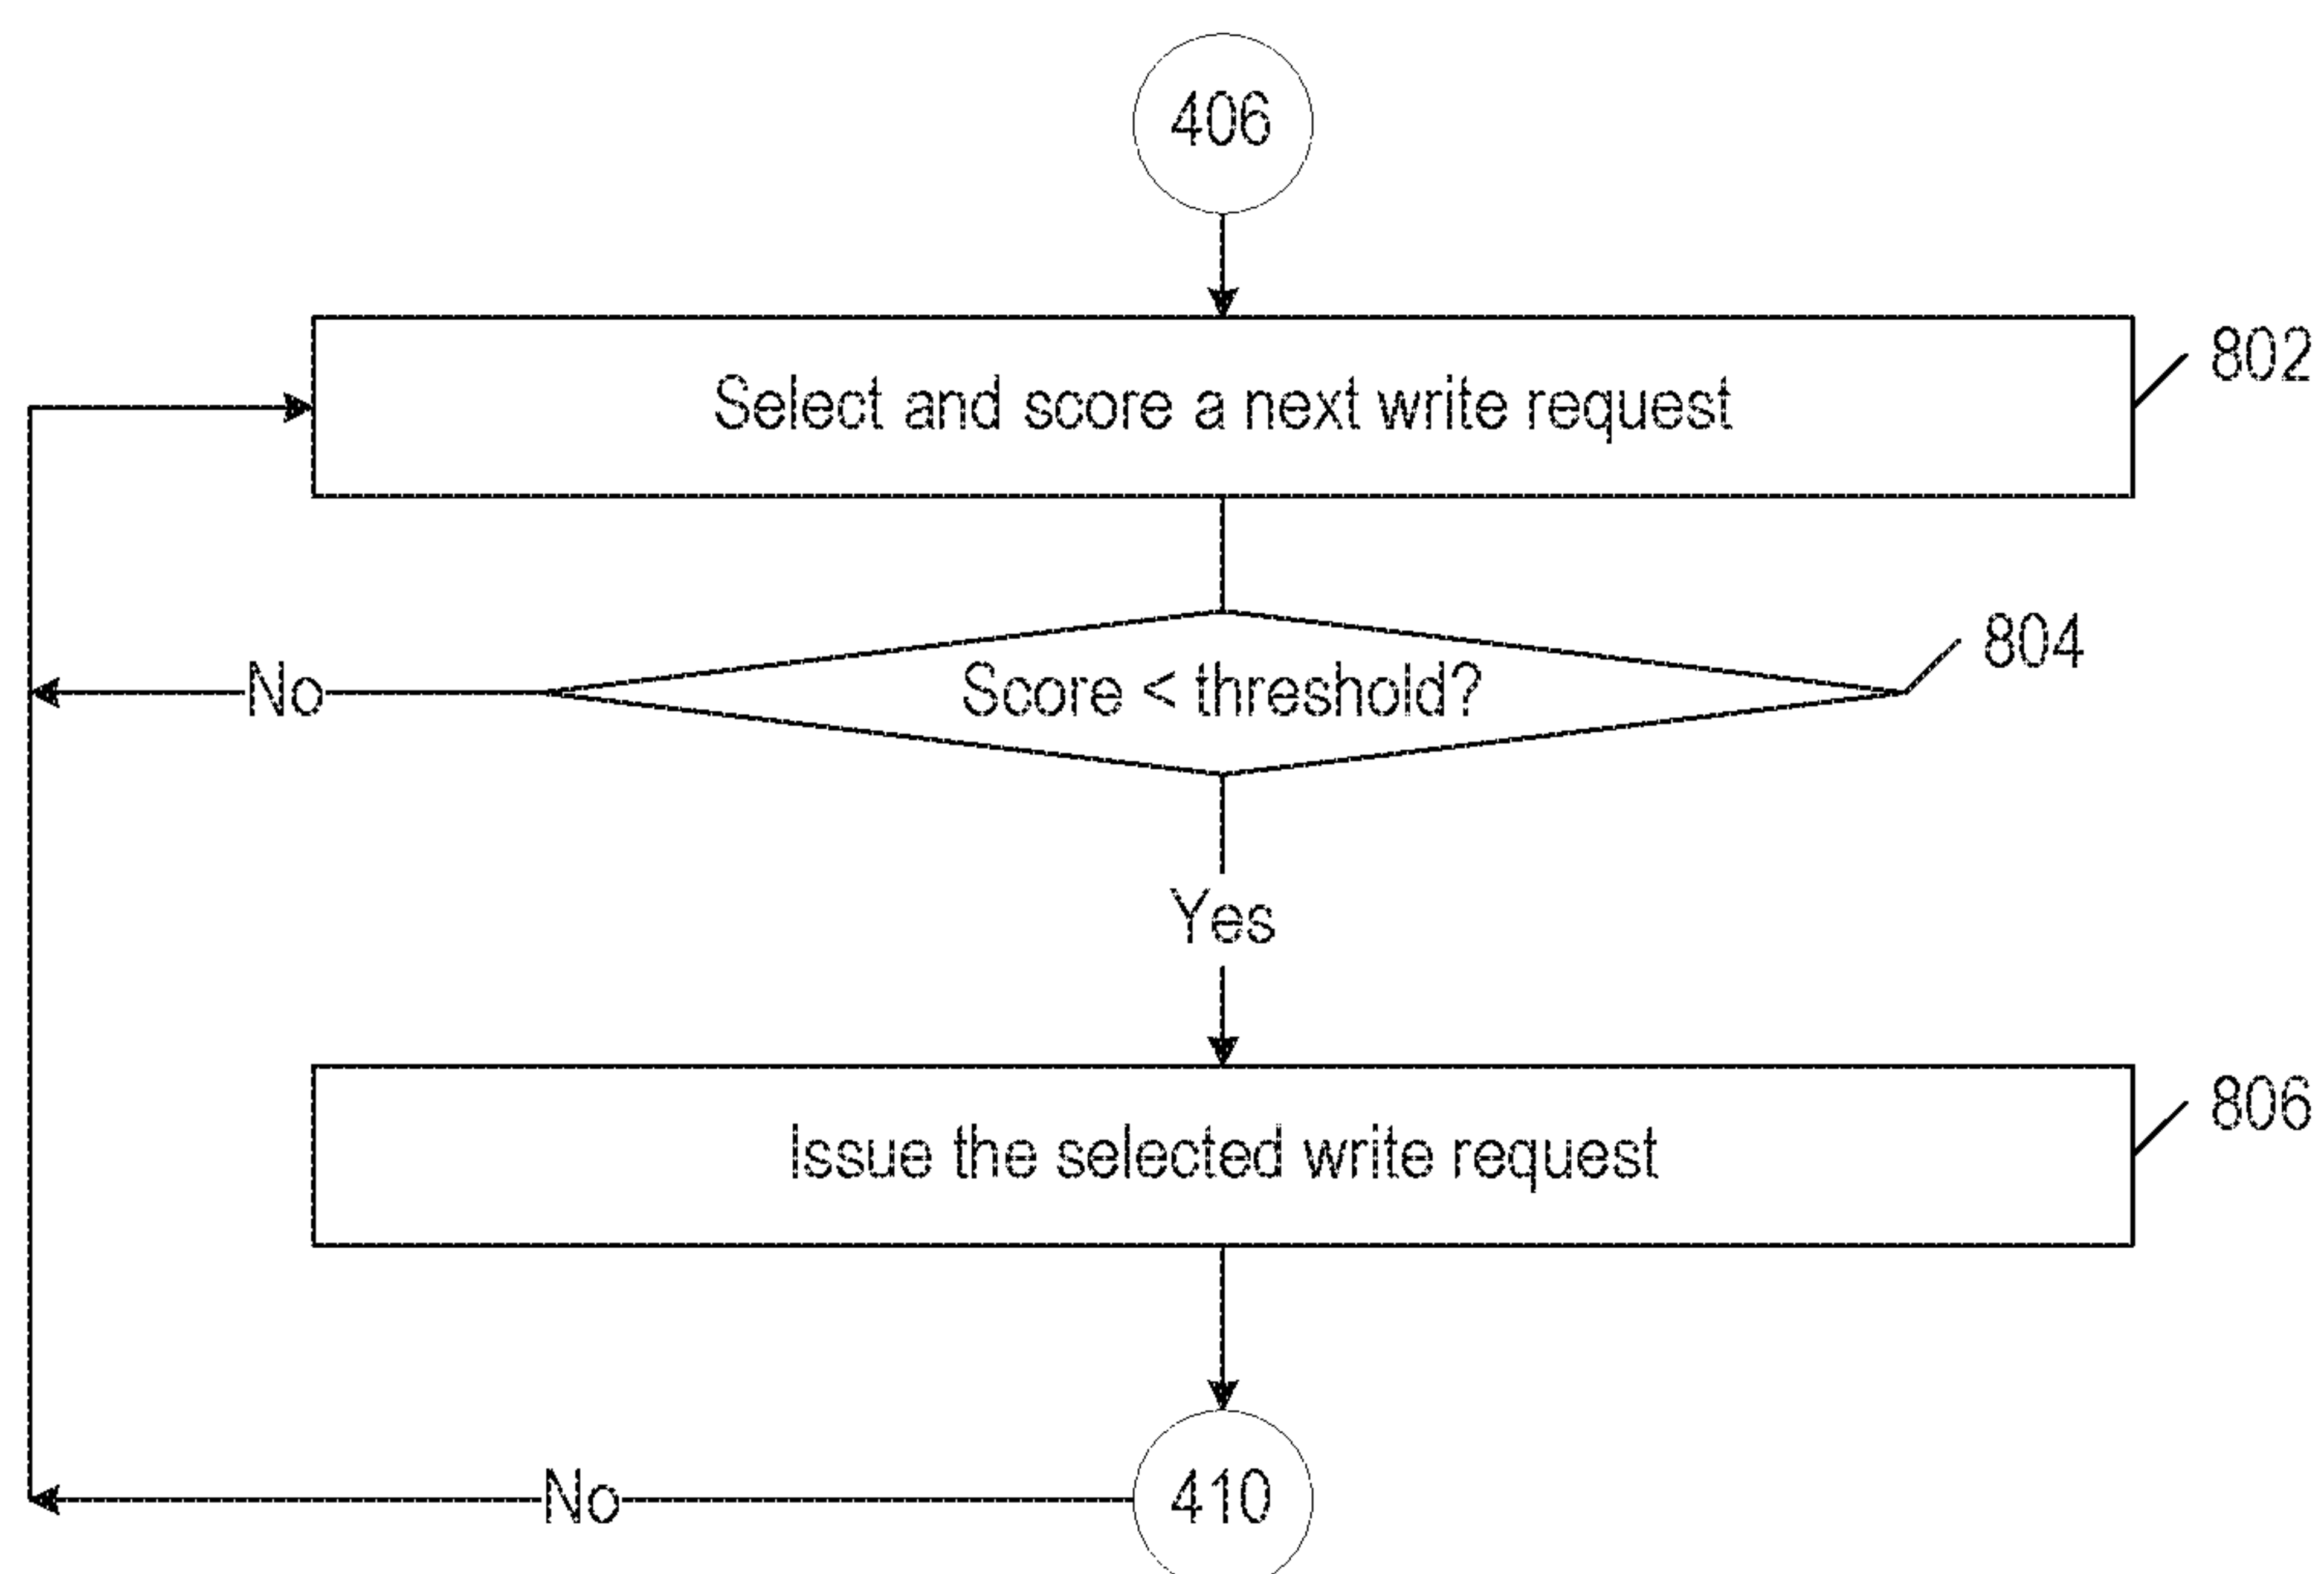 406
Select and score a next write request
802
Score < threshold?
804
No
Yes
Issue the selected write request
806
No
410